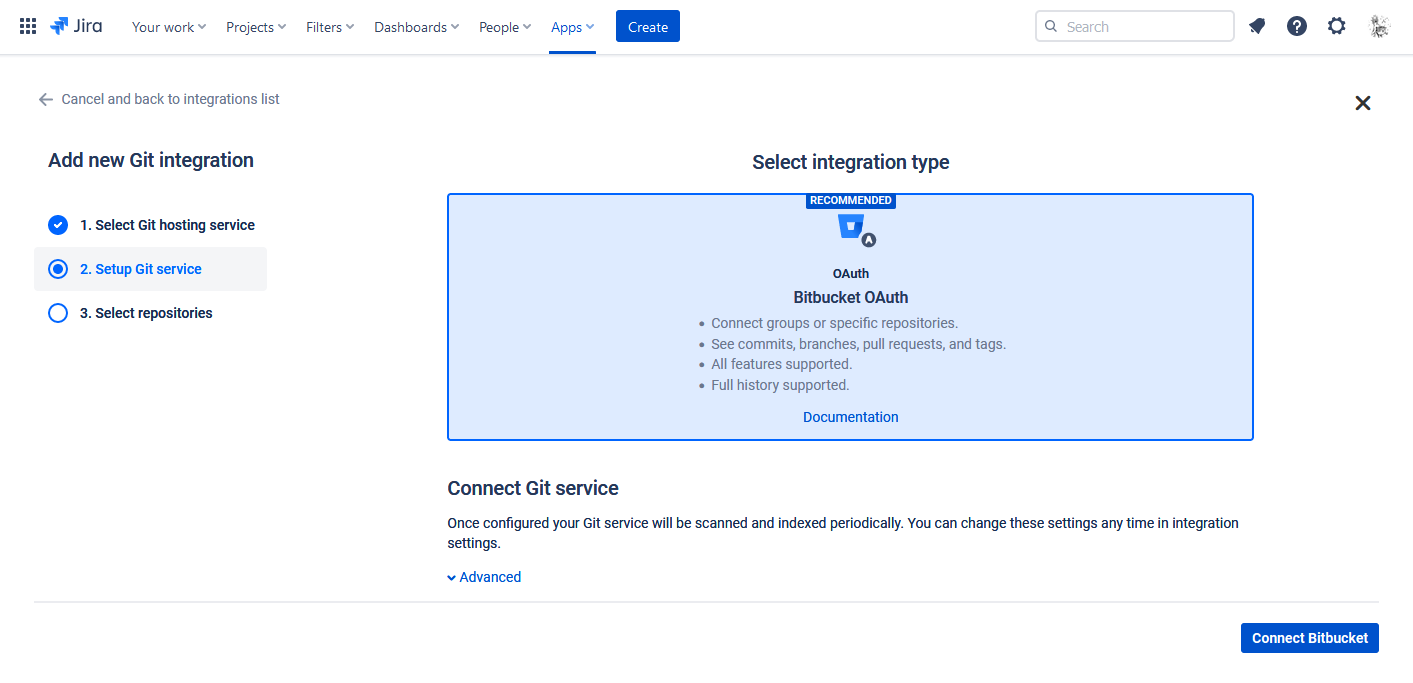 Jira Your work Projects Filters Dashboards People Apps Create Search
Cancel and back to integrations list
Add new Git integration
1. Select Git hosting service
2. Setup Git service
3. Select repositories
Select integration type
RECOMMENDED
A
OAuth
Bitbucket OAuth
• Connect groups or specific repositories.
• See commits, branches, pull requests, and tags.
• All features supported.
• Full history supported.
Documentation
Connect Git service
Once configured your Git service will be scanned and indexed periodically. You can change these settings any time in integration
settings.
Advanced
Connect Bitbucket